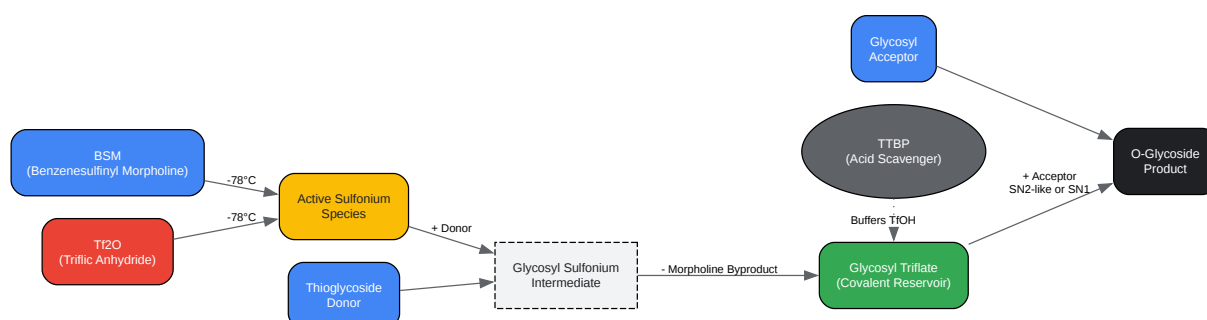 Glycosyl
Acceptor
TTBP
(Acid Scavenger)
BSM
(Benzenesulfinyl Morpholine)
-78°C
Tf2O
(Triflic Anhydride)
-78°C
Active Sulfonium
Species
+ Donor
Thioglycoside
Donor
Glycosyl Sulfonium
Intermediate
- Morpholine Byproduct
Buffers TfOH
Glycosyl Triflate
(Covalent Reservoir)
+ Acceptor
SN2-like or SN1
O-Glycoside
Product